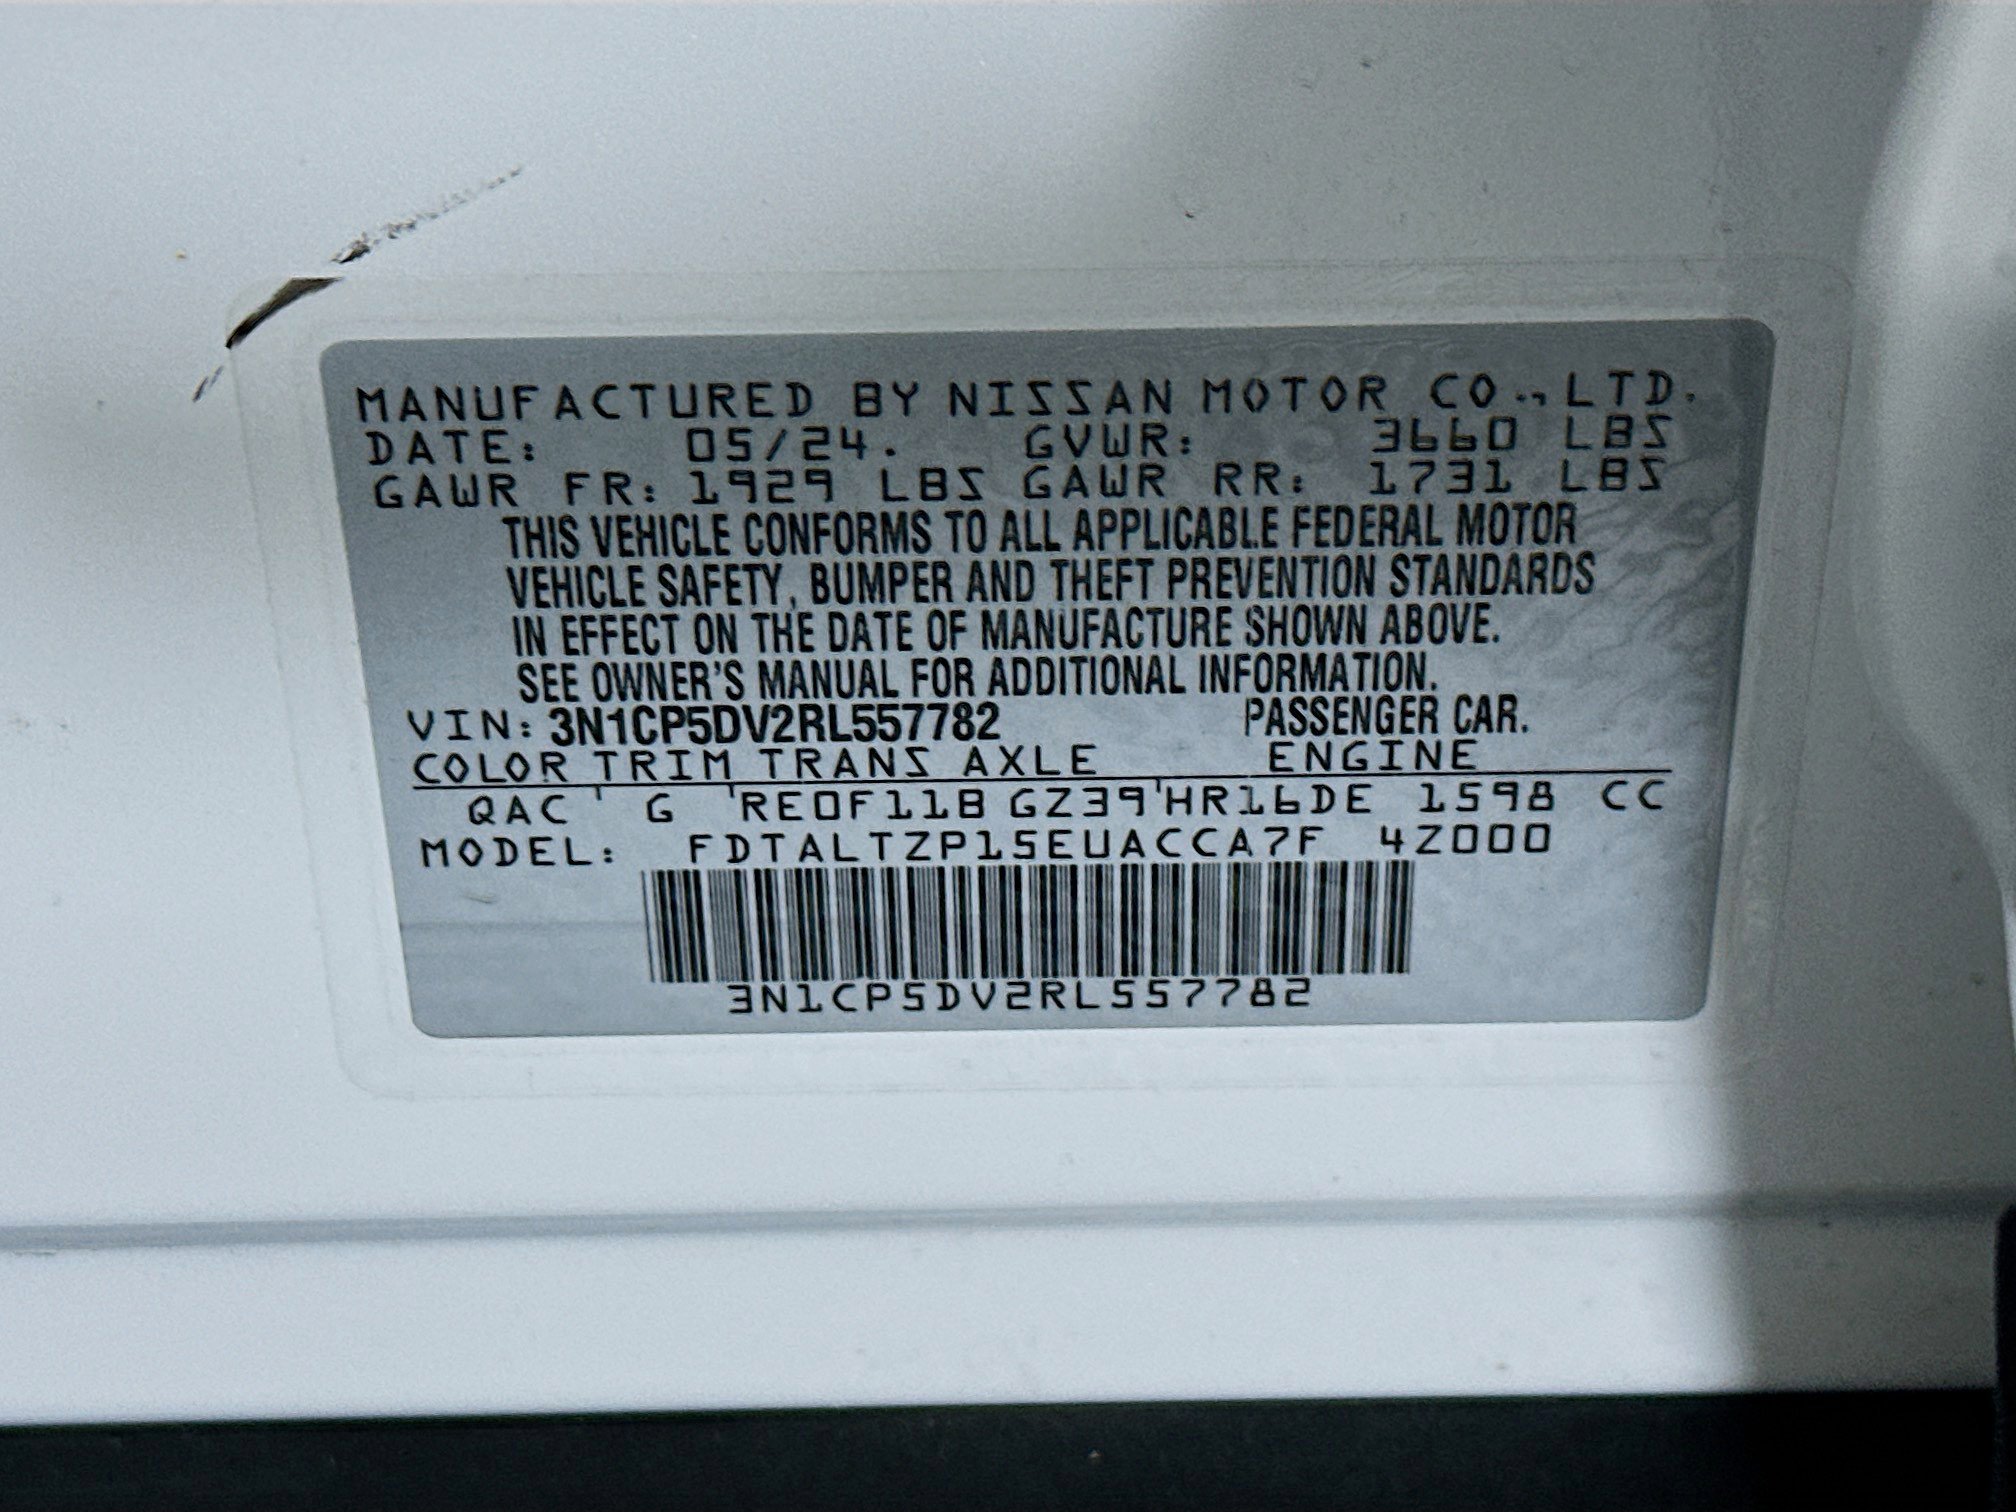 MANUFACTURED BY NISSAN MOTOR CO., LTD.
DATE: 05/24. GVWR: 3660 LBS
GAWR FR: 1929 LBS GAWR RR: 1731 LBS
THIS VEHICLE CONFORMS TO ALL APPLICABLE FEDERAL MOTOR
VEHICLE SAFETY, BUMPER AND THEFT PREVENTION STANDARDS
IN EFFECT ON THE DATE OF MANUFACTURE SHOWN ABOVE.
SEE OWNER'S MANUAL FOR ADDITIONAL INFORMATION.
VIN: 3N1CP5DV2RL557782 PASSENGER CAR.
COLOR TRIM TRANS AXLE ENGINE
QAC ' G 'RE0F11B GZ39'HR16DE 1598 CC
MODEL: FDTALTZP15EUACCA7F 4Z000
3N1CP5DV2RL557782